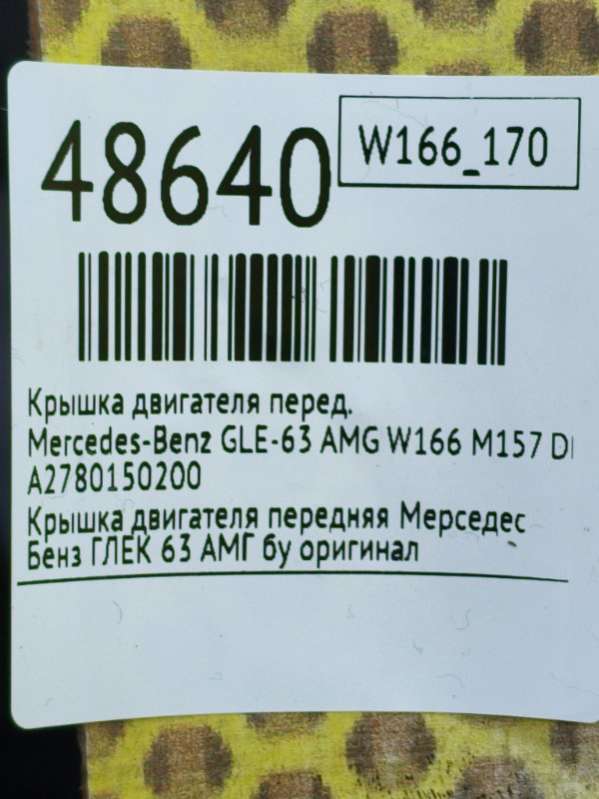 48640
W166_170
Крышка двигателя перед.
Mercedes-Benz GLE-63 AMG W166 M157 D
A2780150200
Крышка двигателя передняя Мерседес
Бенз ГЛЕК 63 АМГ бу оригинал